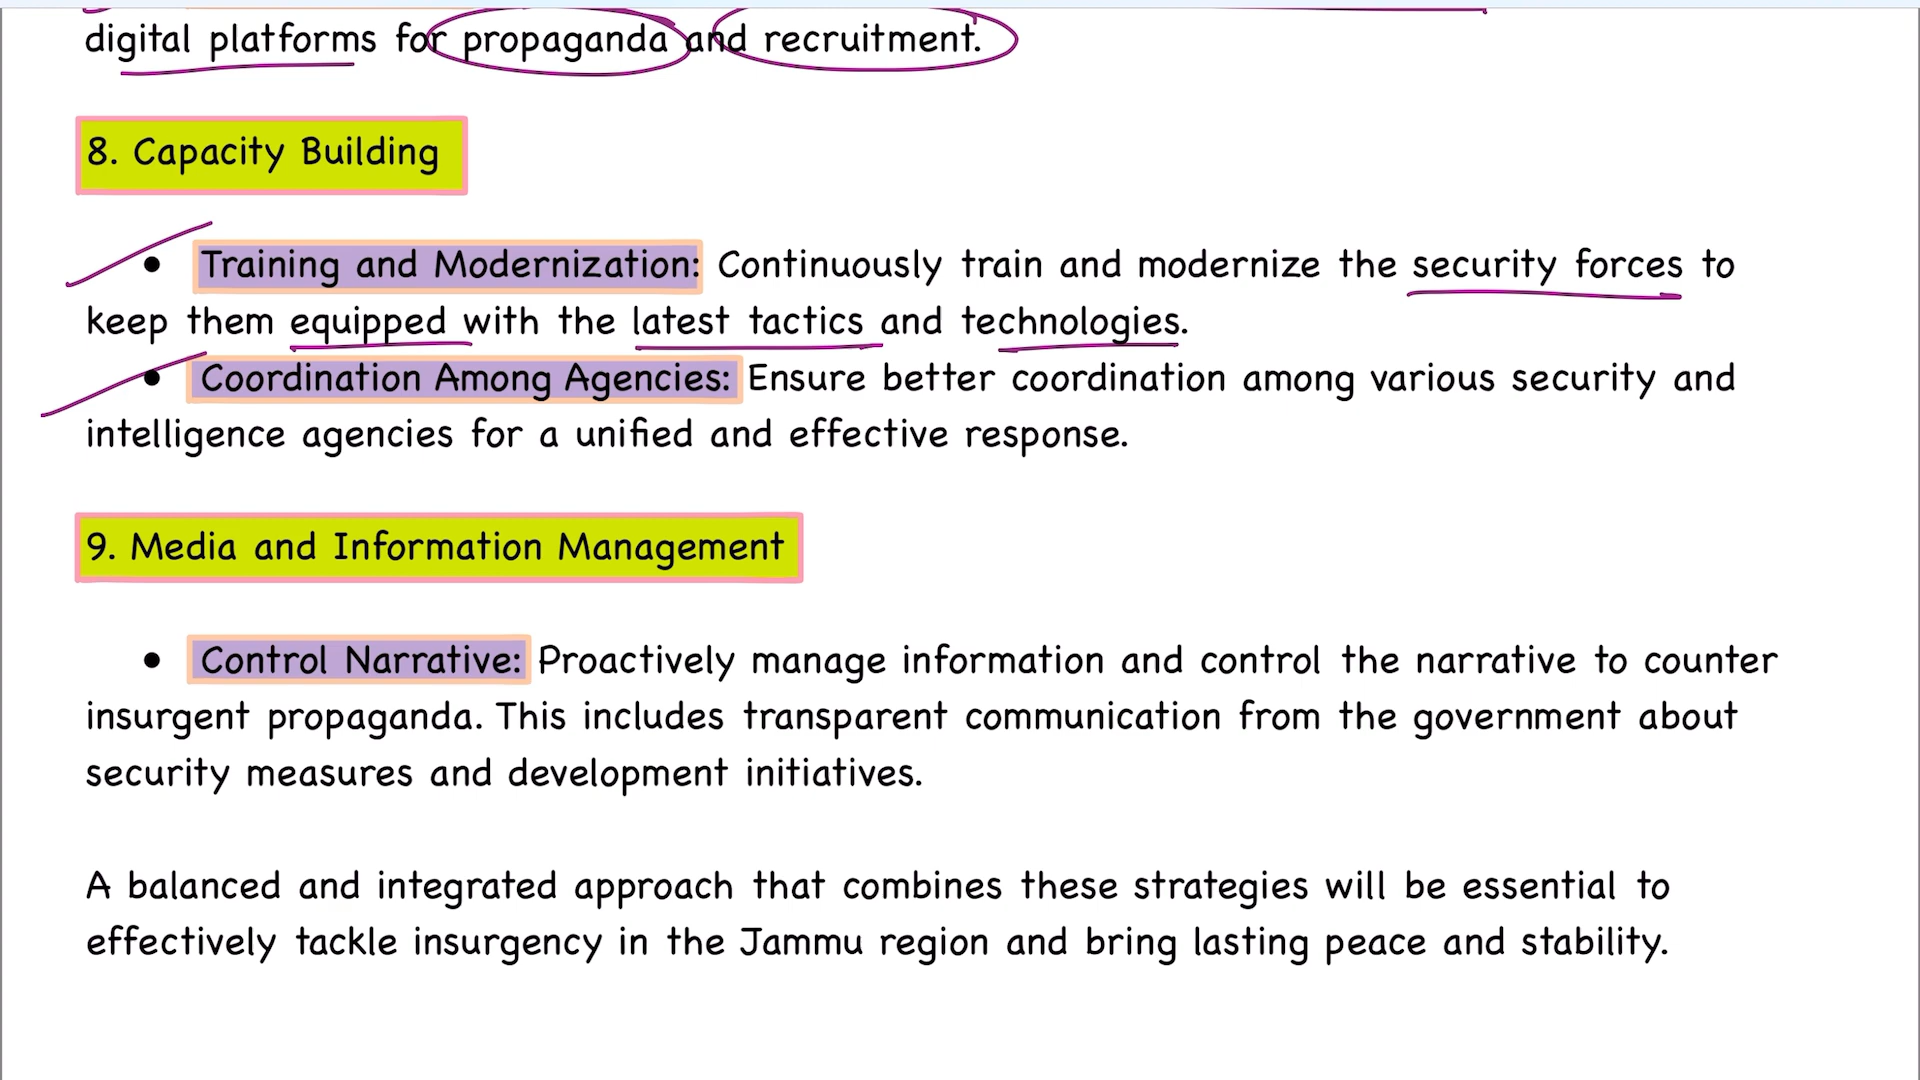 digital platforms for propaganda and recruitment.
8. Capacity Building
• Training and Modernization: Continuously train and modernize the security forces to
keep them equipped with the latest tactics and technologies.
• Coordination Among Agencies: Ensure better coordination among various security and
intelligence agencies for a unified and effective response.
9. Media and Information Management
• Control Narrative: Proactively manage information and control the narrative to counter
insurgent propaganda. This includes transparent communication from the government about
security measures and development initiatives.
A balanced and integrated approach that combines these strategies will be essential to
effectively tackle insurgency in the Jammu region and bring lasting peace and stability.